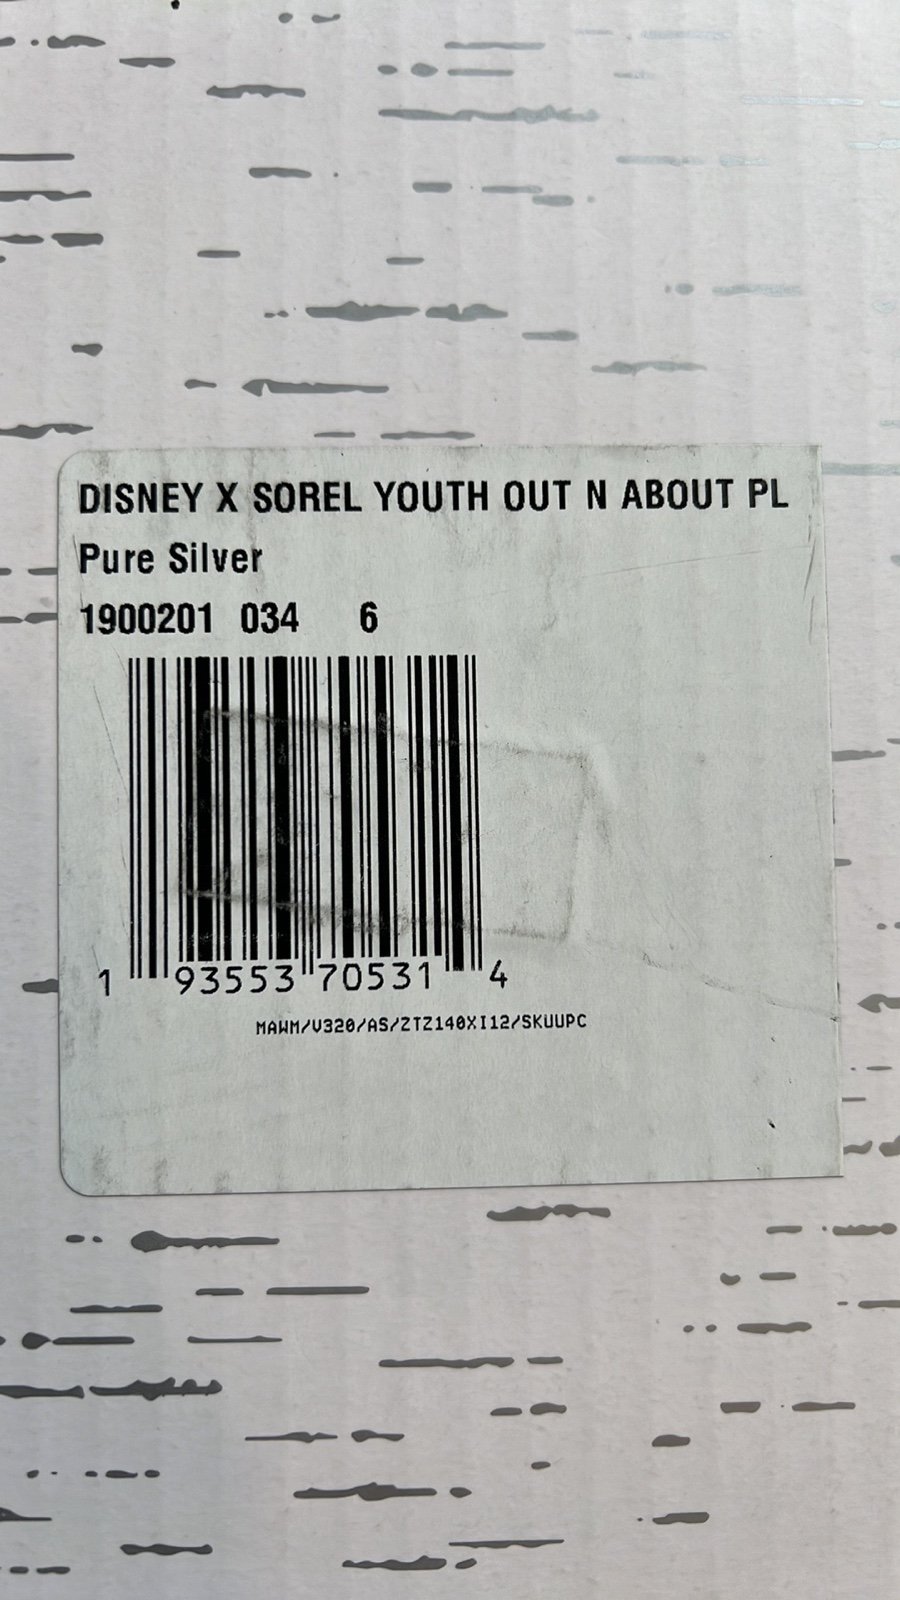 DISNEY X SOREL YOUTH OUT N ABOUT PL
Pure Silver
1900201 034 6
1 93553 70531 4
MAWM/V320/AS/ZTZ140XI12/SKUUPC